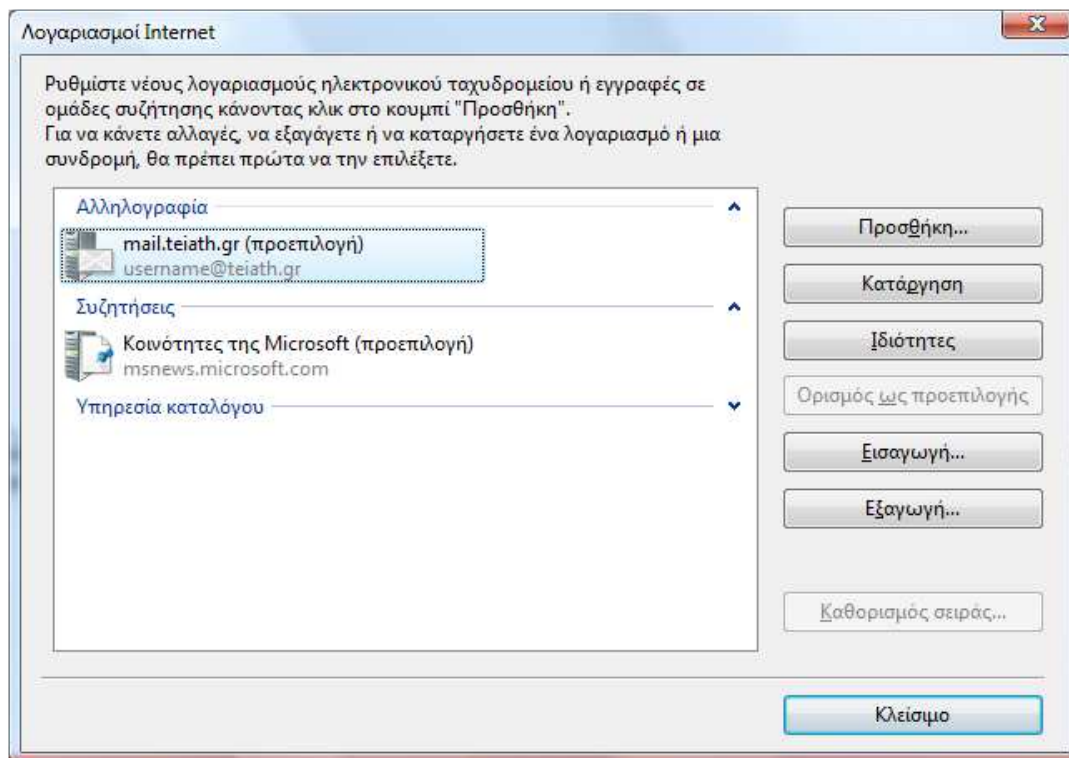 Λογαριασμοί Internet
Ρυθμίστε νέους λογαριασμούς ηλεκτρονικού ταχυδρομείου ή εγγραφές σε
ομάδες συζήτησης κάνοντας κλικ στο κουμπί "Προσθήκη".
Για να κάνετε αλλαγές, να εξαγάγετε ή να καταργήσετε ένα λογαριασμό ή μια
συνδρομή, θα πρέπει πρώτα να την επιλέξετε.
Αλληλογραφία
mail.teiath.gr (προεπιλογή)
username@teiath.gr
Συζητήσεις
Κοινότητες της Microsoft (προεπιλογή)
msnews.microsoft.com
Υπηρεσία καταλόγου
Προσθήκη...
Κατάργηση
Ιδιότητες
Ορισμός ως προεπιλογής
Εισαγωγή...
Εξαγωγή...
Καθορισμός σειράς...
Κλείσιμο